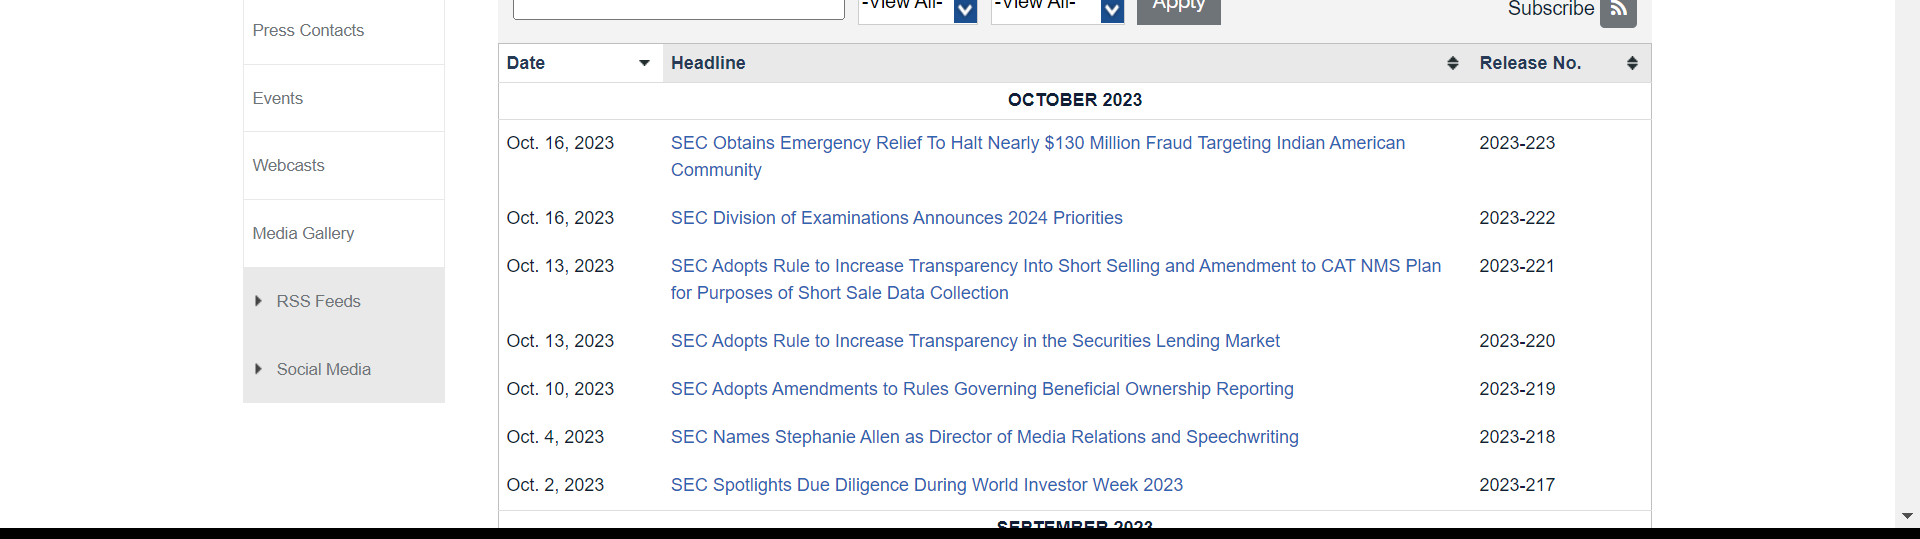 Press Contacts
Events
Webcasts
Media Gallery
RSS Feeds
Social Media
-View All-
-View All-
Apply
Subscribe
Date Headline Release No.
OCTOBER 2023
Oct. 16, 2023 SEC Obtains Emergency Relief To Halt Nearly $130 Million Fraud Targeting Indian American 2023-223
Community
Oct. 16, 2023 SEC Division of Examinations Announces 2024 Priorities 2023-222
Oct. 13, 2023 SEC Adopts Rule to Increase Transparency Into Short Selling and Amendment to CAT NMS Plan 2023-221
for Purposes of Short Sale Data Collection
Oct. 13, 2023 SEC Adopts Rule to Increase Transparency in the Securities Lending Market 2023-220
Oct. 10, 2023 SEC Adopts Amendments to Rules Governing Beneficial Ownership Reporting 2023-219
Oct. 4, 2023 SEC Names Stephanie Allen as Director of Media Relations and Speechwriting 2023-218
Oct. 2, 2023 SEC Spotlights Due Diligence During World Investor Week 2023 2023-217
SEPTEMBER 2023